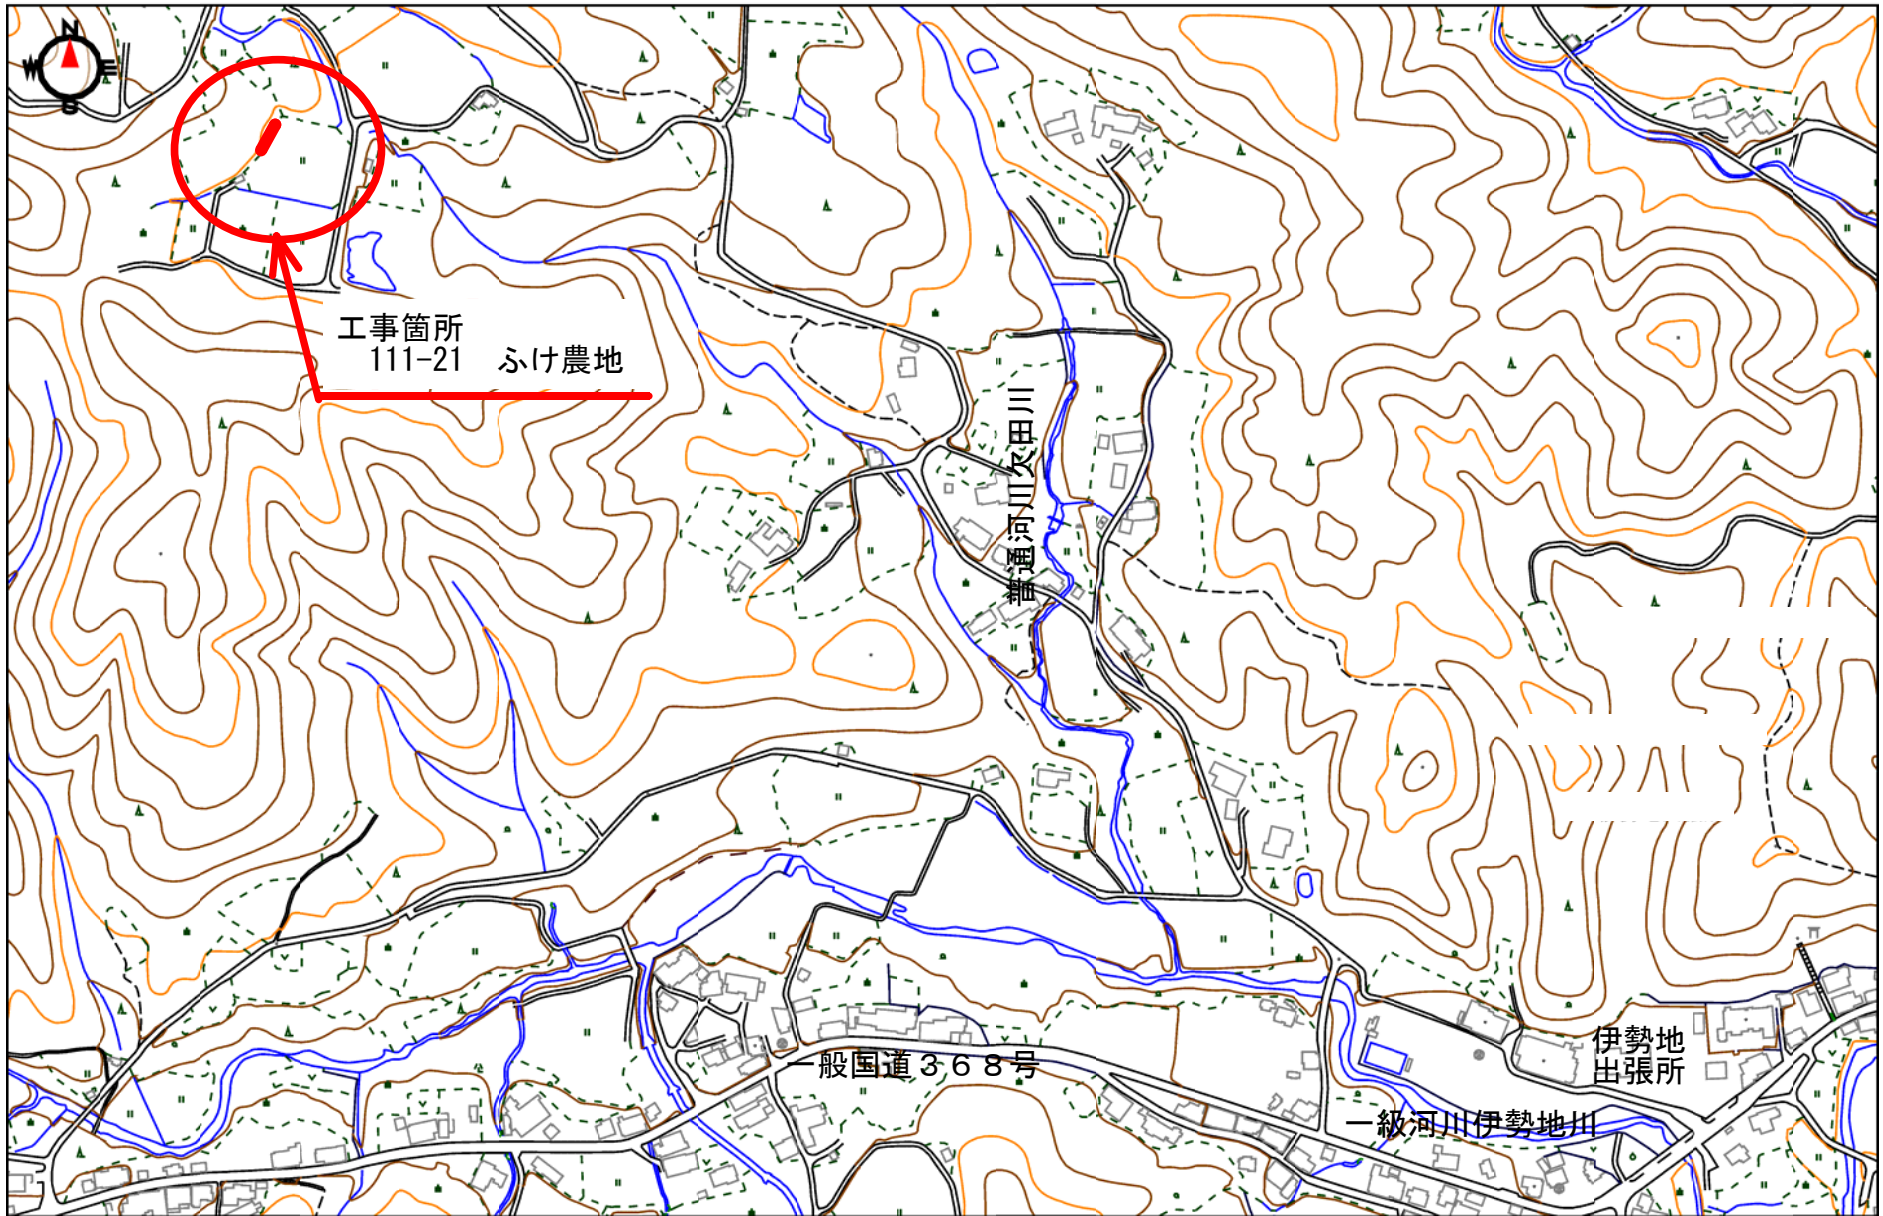 N
W E
S
工事箇所
111-21 ふけ農地
普通河川欠田川
一般国道368号
伊勢地
出張所
一級河川伊勢地川